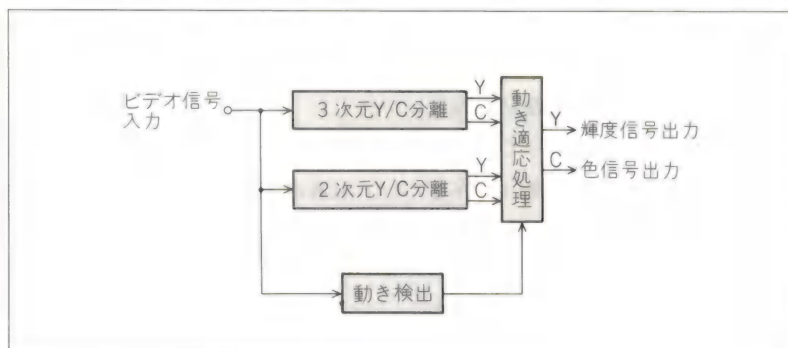 ビデオ信号
入力
3次元Y/C分離
Y
C
2次元Y/C分離
Y
C
動き適応処理
Y
輝度信号出力
C
色信号出力
動き検出